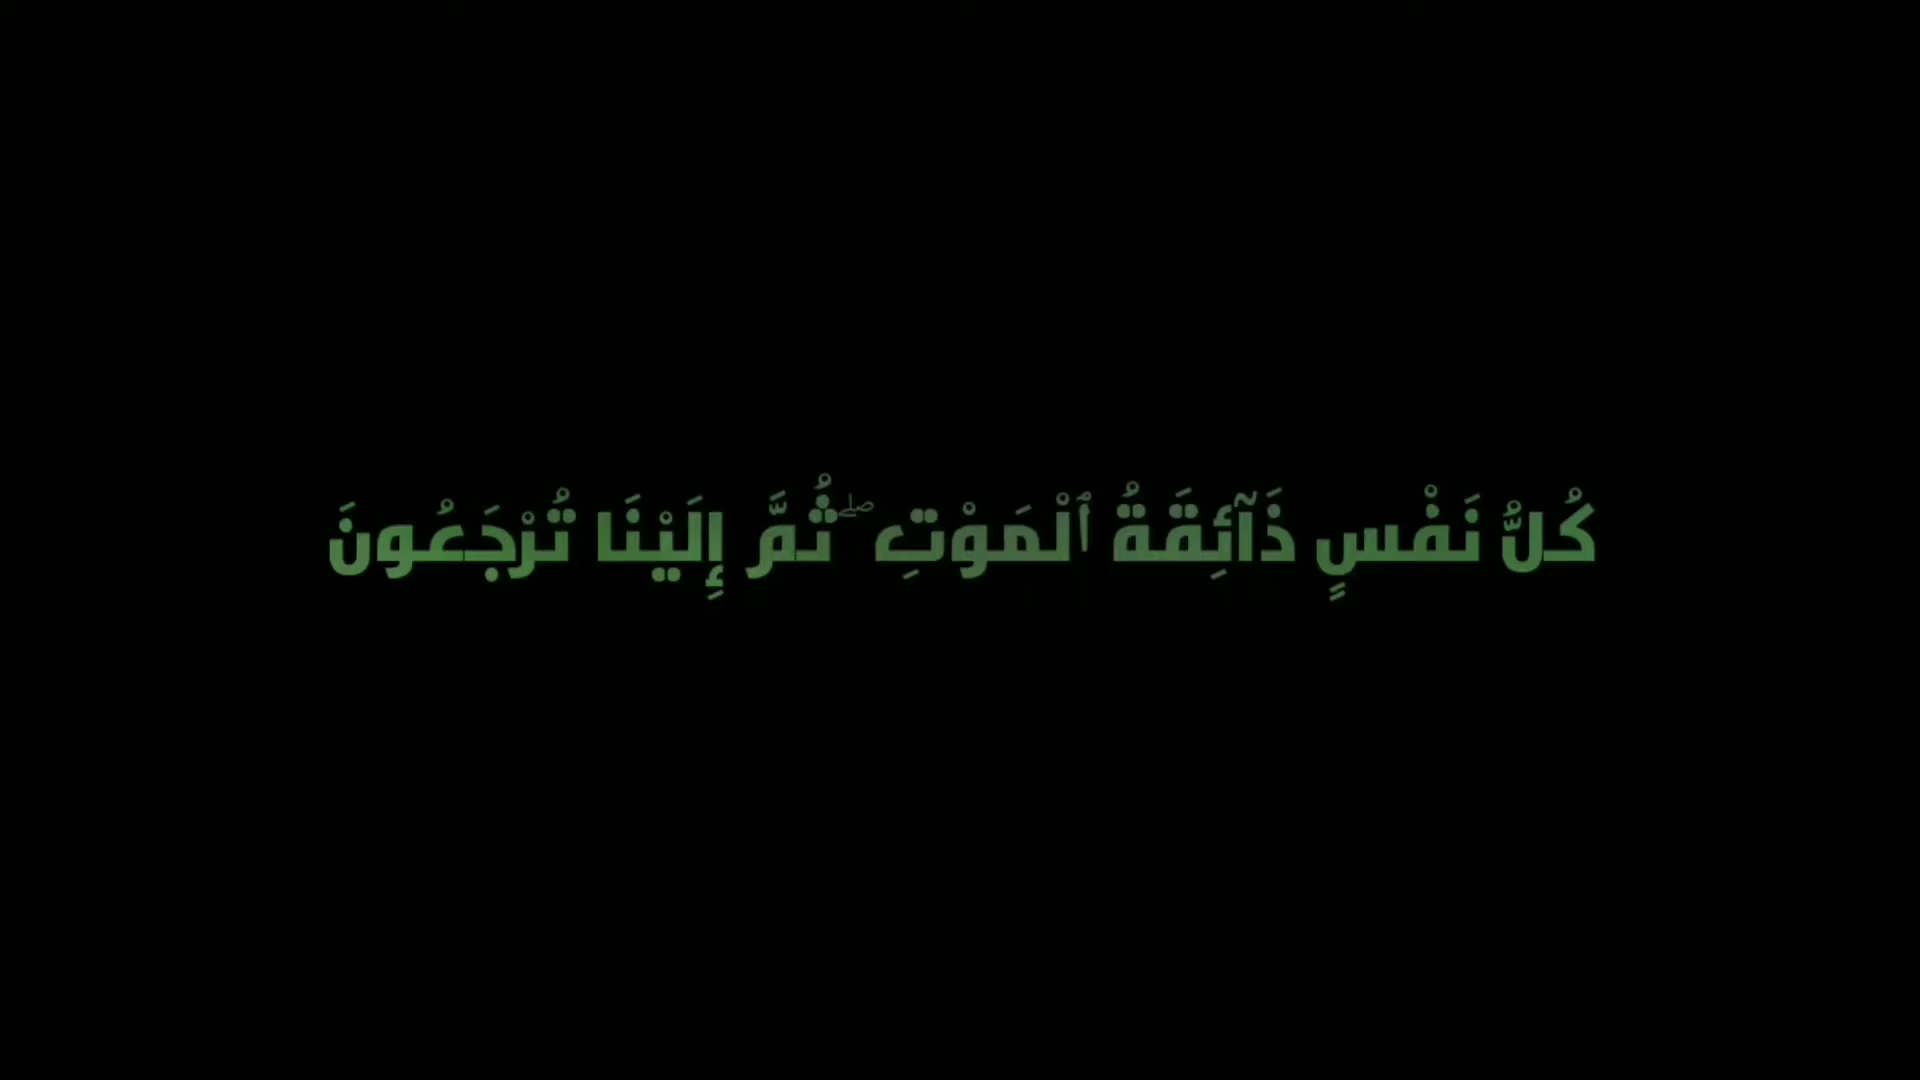 كُلُّ نَفْسٍ ذَآئِقَةُ ٱلْمَوْتِ ۖ ثُمَّ إِلَيْنَا تُرْجَعُونَ